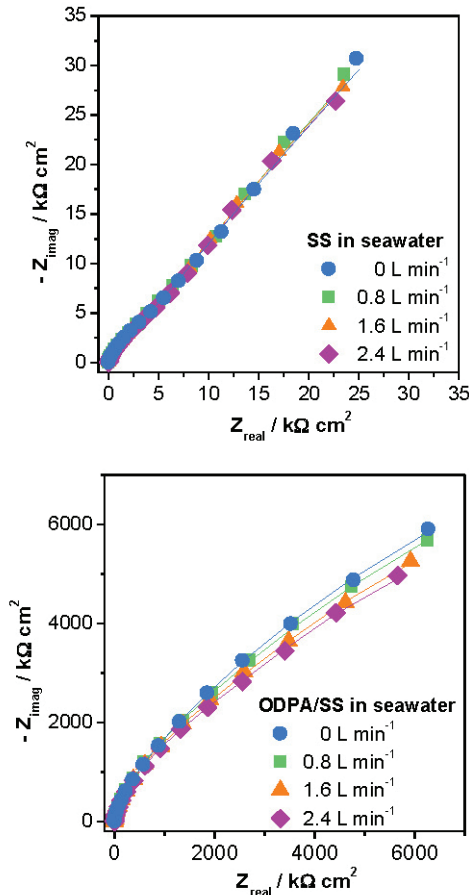 35
30
25
20
15
10
5
0
- Z_imag / kΩ cm²
SS in seawater
0 L min⁻¹
0.8 L min⁻¹
1.6 L min⁻¹
2.4 L min⁻¹
0 5 10 15 20 25 30 35
Z_real / kΩ cm²
6000
4000
2000
0
- Z_imag / kΩ cm²
ODPA/SS in seawater
0 L min⁻¹
0.8 L min⁻¹
1.6 L min⁻¹
2.4 L min⁻¹
0 2000 4000 6000
Z_real / kΩ cm²